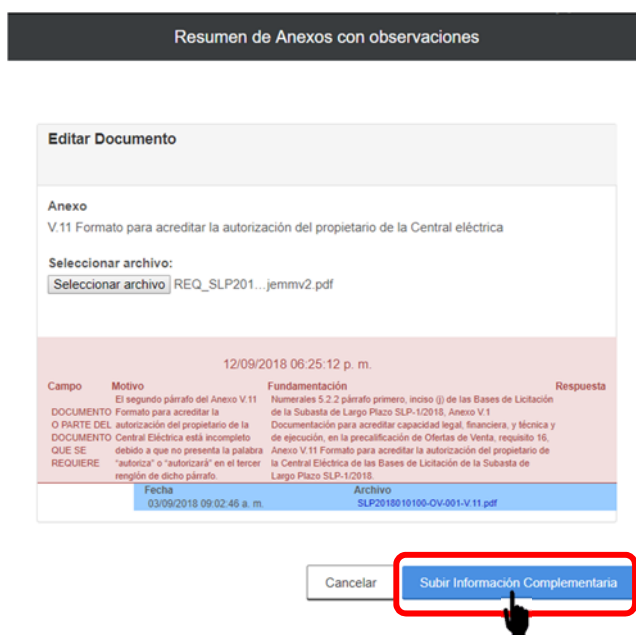 Resumen de Anexos con observaciones
Editar Documento
Anexo
V.11 Formato para acreditar la autorización del propietario de la Central eléctrica
Seleccionar archivo:
Seleccionar archivo REQ_SLP201...jemmv2.pdf
12/09/2018 06:25:12 p. m.
Campo Motivo Fundamentación Respuesta
DOCUMENTO
O PARTE DEL
DOCUMENTO
QUE SE
REQUIERE
El segundo párrafo del Anexo V.11
Formato para acreditar la
autorización del propietario de la
Central Eléctrica está incompleto
debido a que no presenta la palabra
“autoriza” o “autorizará” en el tercer
renglón de dicho párrafo.
Numerales 5.2.2 párrafo primero, inciso (j) de las Bases de Licitación
de la Subasta de Largo Plazo SLP-1/2018, Anexo V.1
Documentación para acreditar capacidad legal, financiera, y técnica y
de ejecución, en la precalificación de Ofertas de Venta, requisito 16,
Anexo V.11 Formato para acreditar la autorización del propietario de
la Central Eléctrica de las Bases de Licitación de la Subasta de
Largo Plazo SLP-1/2018.
Fecha Archivo
03/09/2018 09:02:46 a. m. SLP2018010100-OV-001-V.11.pdf
Cancelar Subir Información Complementaria